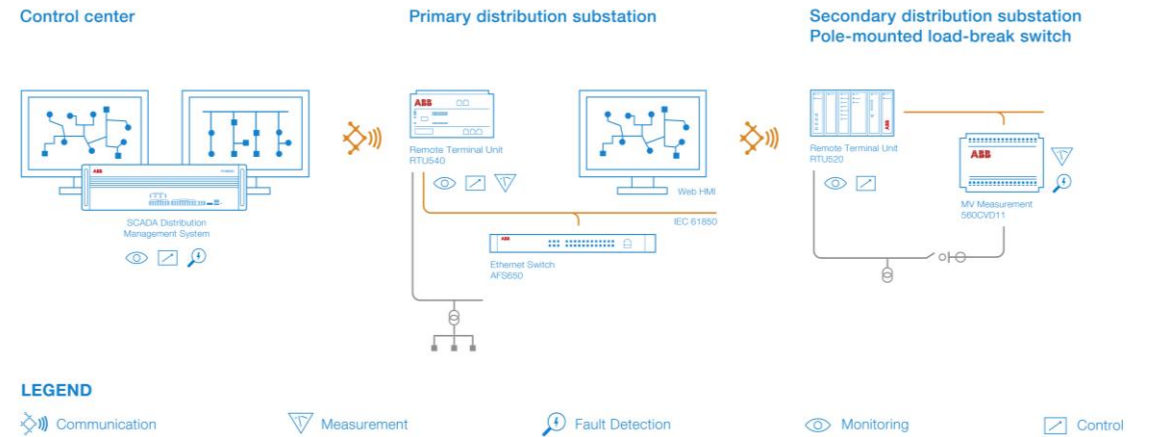 Control center
Primary distribution substation
Secondary distribution substation
Pole-mounted load-break switch
ABB
SCADA Distribution
Management System
ABB
Remote Terminal Unit
RTU540
Web HMI
IEC 61850
ABB
Ethernet Switch
AFS650
ABB
Remote Terminal Unit
RTU520
ABB
MV Measurement
560CVD11
LEGEND
Communication
Measurement
Fault Detection
Monitoring
Control